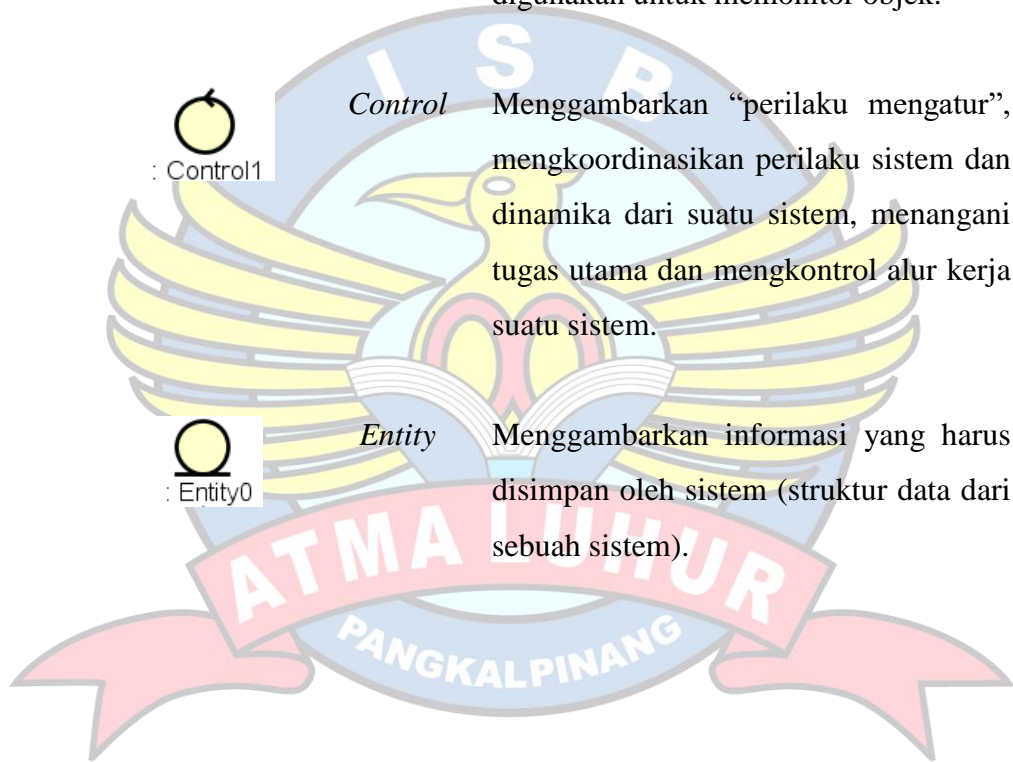 digunakan untuk memonitor objek.
I S B
Control Menggambarkan “perilaku mengatur”,
: Control1 mengkoordinasikan perilaku sistem dan
dinamika dari suatu sistem, menangani
tugas utama dan mengkontrol alur kerja
suatu sistem.
Entity Menggambarkan informasi yang harus
: Entity0 disimpan oleh sistem (struktur data dari
sebuah sistem).
ATMA LUHUR
PANGKALPINANG